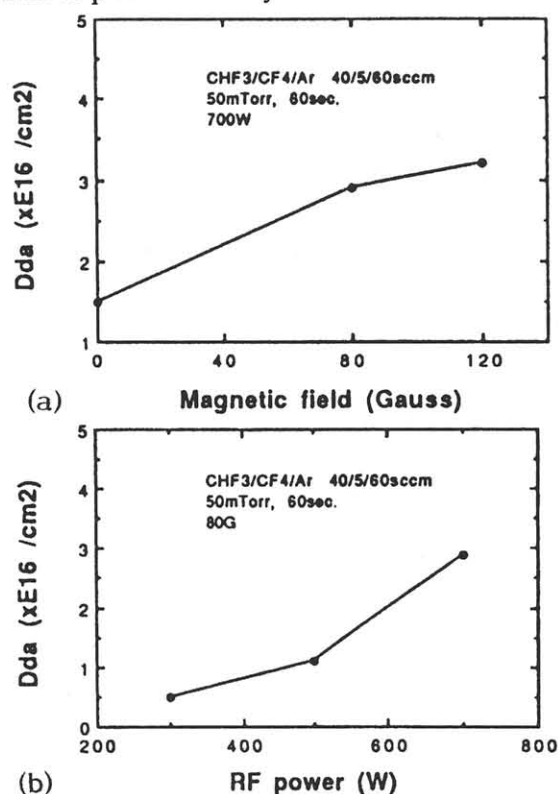 5
CHF3/CF4/Ar 40/5/60sccm
50mTorr, 60sec.
700W
4
3
2
1
Dda (xE16 /cm2)
0 40 80 120
(a) Magnetic field (Gauss)
5
CHF3/CF4/Ar 40/5/60sccm
50mTorr, 60sec.
80G
4
3
2
1
0
Dda (xE16 /cm2)
200 400 600 800
(b) RF power (W)